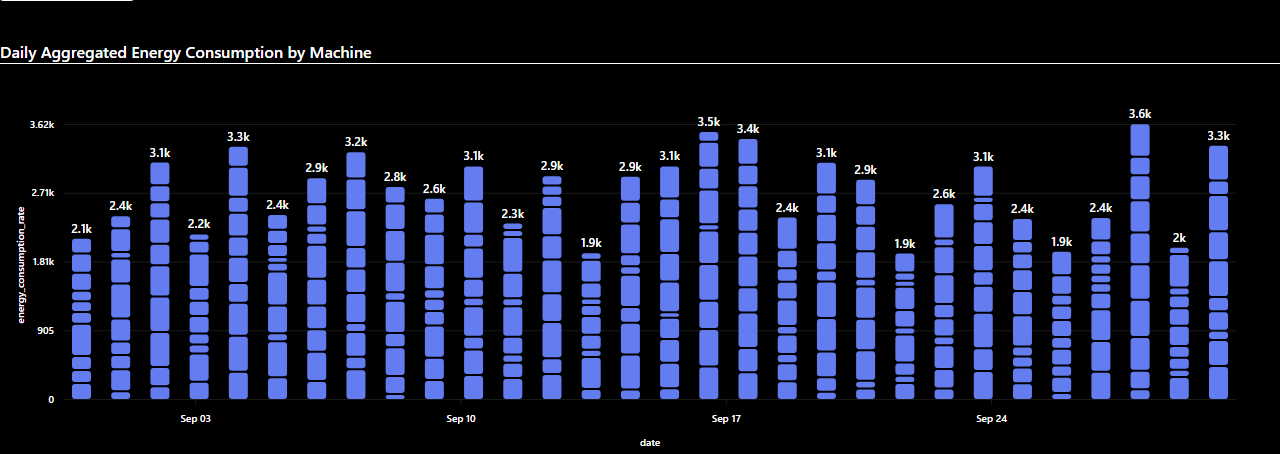 Daily Aggregated Energy Consumption by Machine
3.62k
2.71k
1.81k
905
0
energy_consumption_rate
2.1k
2.4k
3.1k
2.2k
3.3k
2.4k
2.9k
3.2k
2.8k
2.6k
3.1k
2.3k
2.9k
1.9k
2.9k
3.1k
3.5k
3.4k
2.4k
3.1k
2.9k
1.9k
2.6k
3.1k
2.4k
1.9k
2.4k
3.6k
2k
3.3k
Sep 03 Sep 10 Sep 17 Sep 24
date